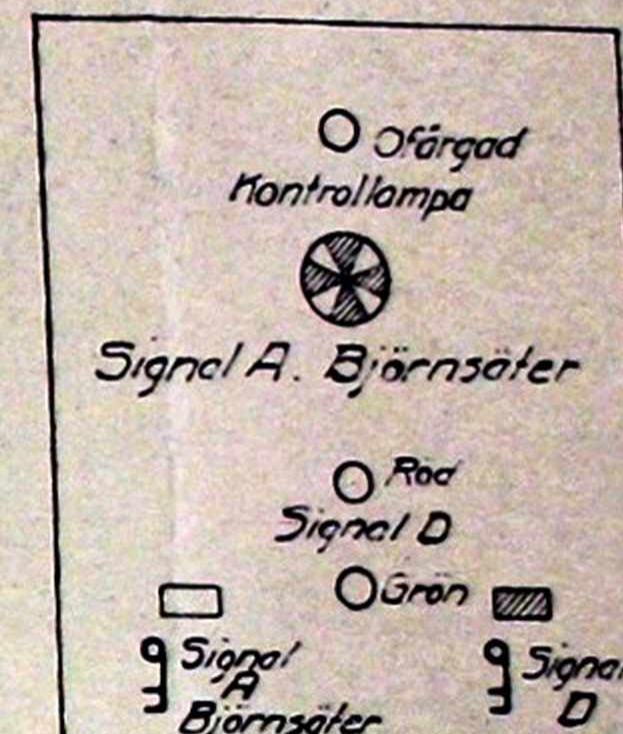 Ofärgad
Kontrollampa
Signal A. Björnsäter
Röd
Signal D
Grön
Signal
A
Björnsäter
Signal
D